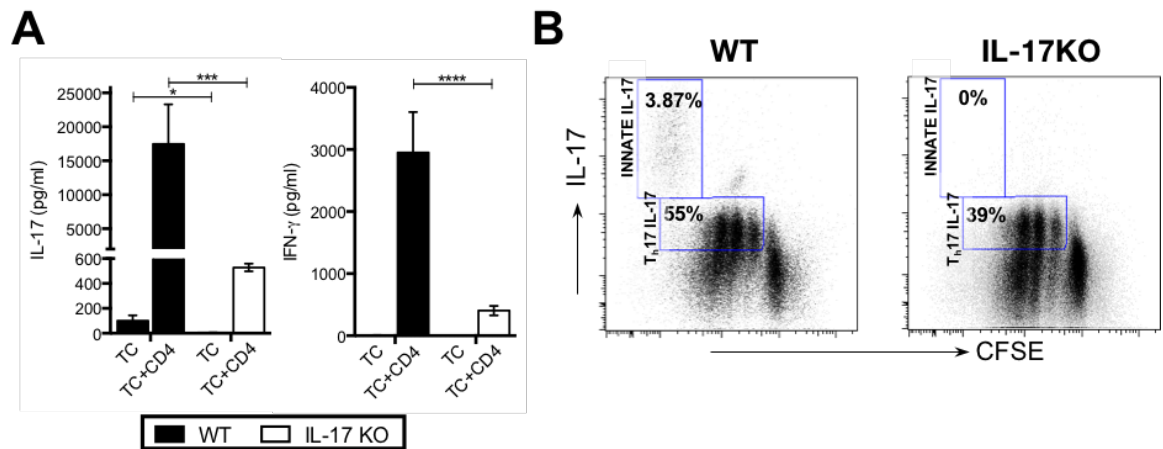 A
IL-17 (pg/ml)
25000
20000
15000
10000
5000
600
400
200
0
***
*
TC
TC+CD4
TC
TC+CD4
IFN-γ (pg/ml)
4000
3000
2000
1000
0
****
TC
TC+CD4
TC
TC+CD4
WT
IL-17 KO
B
WT
IL-17KO
IL-17
INNATE IL-17
3.87%
Th17 IL-17
55%
INNATE IL-17
0%
Th17 IL-17
39%
CFSE